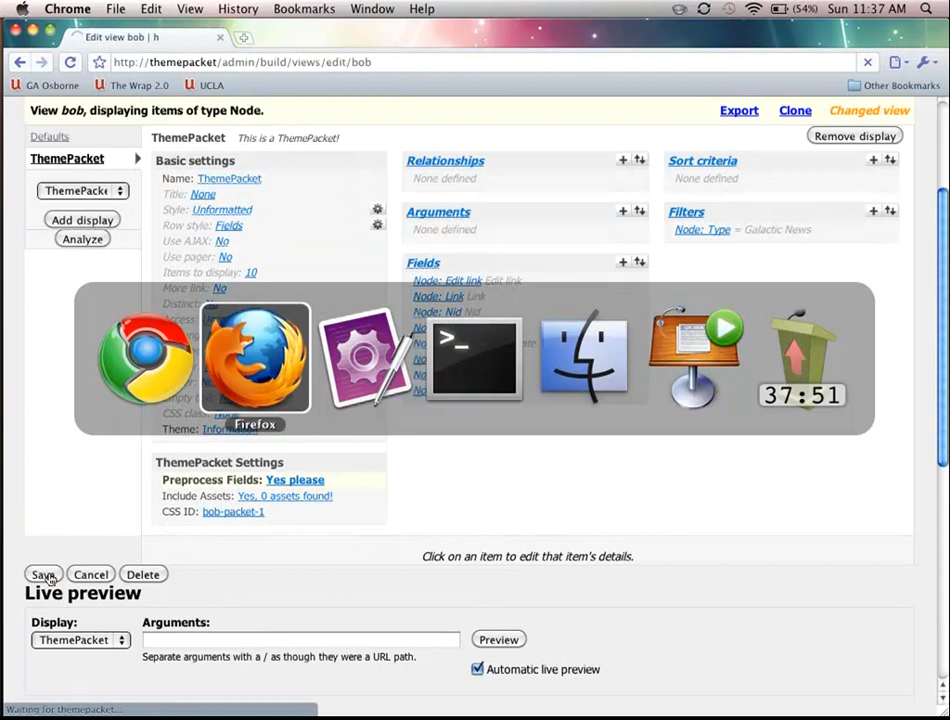 Chrome File Edit View History Bookmarks Window Help (54%) Sun 11:37 AM
Edit view bob | h
http://themepacket/admin/build/views/edit/bob
GA Osborne The Wrap 2.0 UCLA Other Bookmarks
View bob, displaying items of type Node. Export Clone Changed view
Defaults
ThemePacket
ThemePacke
Add display
Analyze
ThemePacket This is a ThemePacket! Remove display
Basic settings
Name: ThemePacket
Title: None
Style: Unformatted
Row style: Fields
Use AJAX: No
Use pager: No
Items to display: 10
More link: No
Distinct:
CSS class:
Theme:
ThemePacket Settings
Preprocess Fields: Yes please
Include Assets: Yes, 0 assets found!
CSS ID: bob-packet-1
Relationships
None defined
Arguments
None defined
Fields
Node: Edit link Edit link
Node: Link Link
Node: Nid Nid
Sort criteria
None defined
Filters
Node: Type = Galactic News
Firefox
>_
37:51
Click on an item to edit that item's details.
Save Cancel Delete
Live preview
Display: Arguments:
ThemePacket Preview
Separate arguments with a / as though they were a URL path. Automatic live preview
Waiting for themepacket...